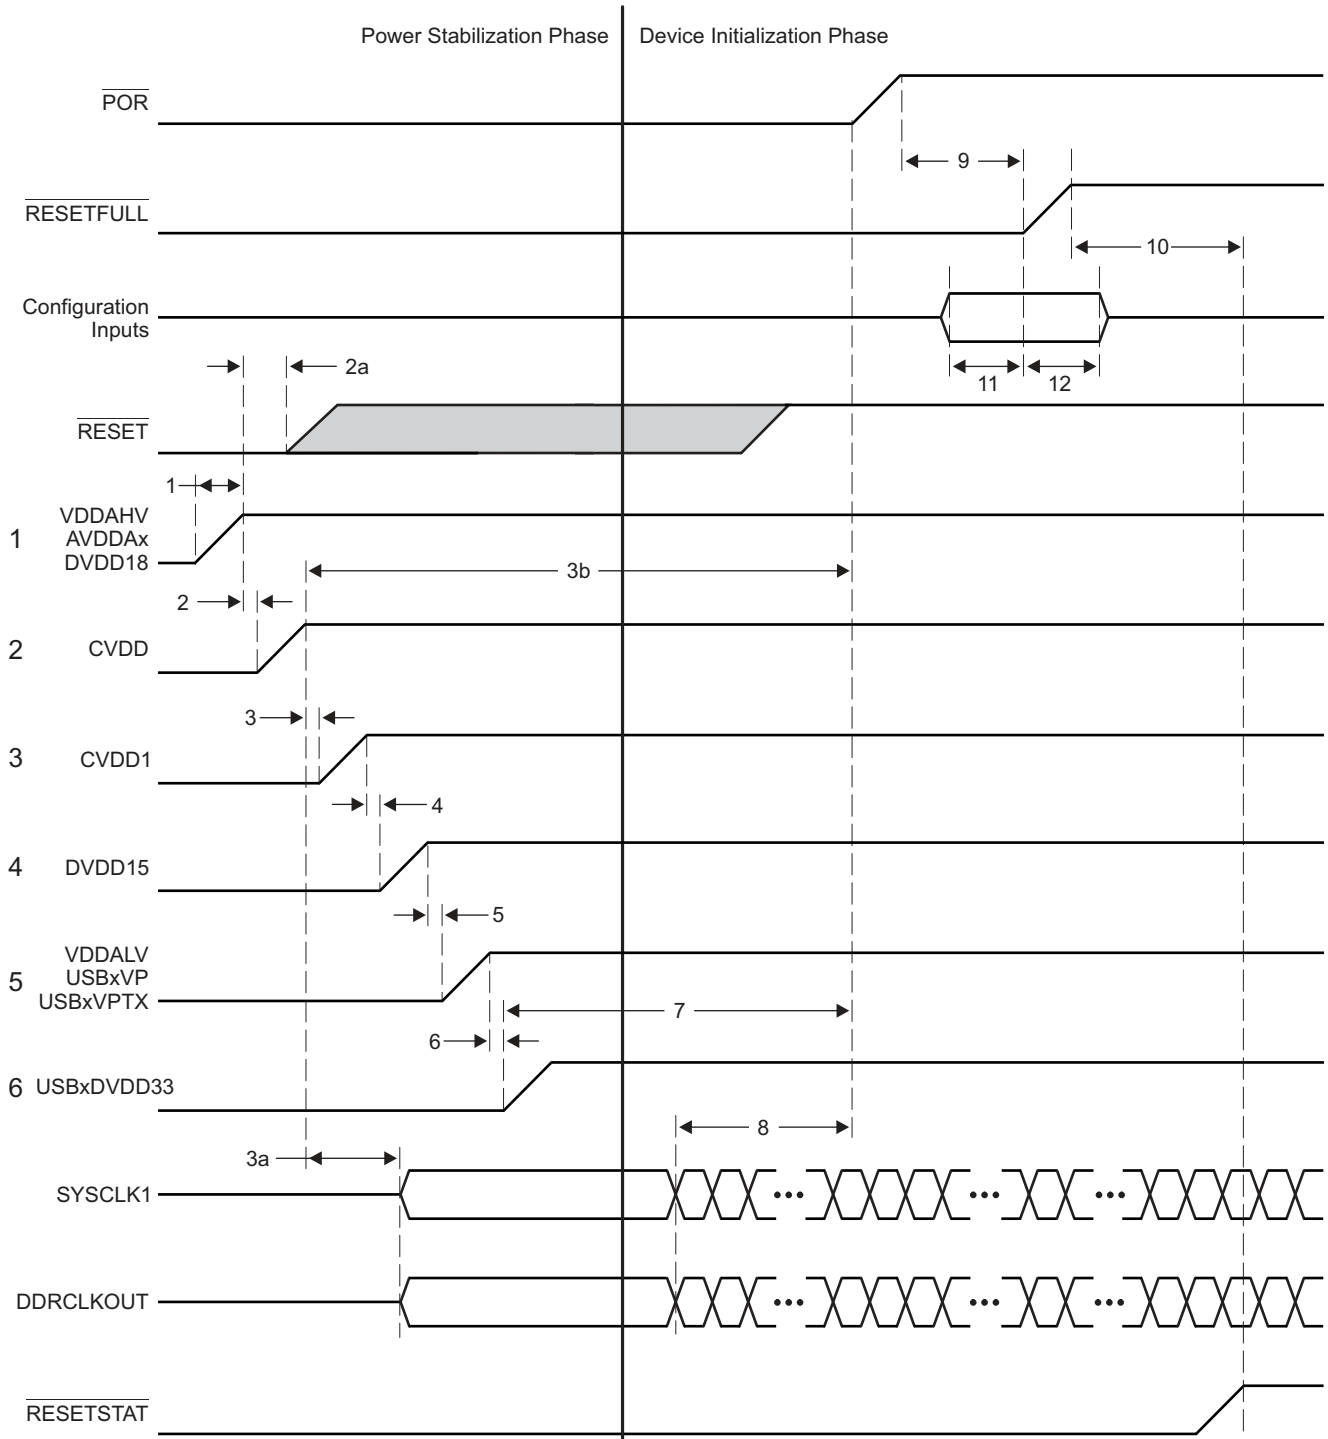 Power Stabilization Phase
Device Initialization Phase
POR
9
RESETFULL
10
Configuration
Inputs
11
12
2a
RESET
1
1
VDDAHV
AVDDAx
DVDD18
3b
2
2
CVDD
3
3
CVDD1
4
4
DVDD15
5
5
VDDALV
USBxVP
USBxVPTX
7
6
6
USBxDVDD33
8
3a
SYSCLK1
•••
•••
•••
DDRCLKOUT
•••
•••
•••
RESETSTAT